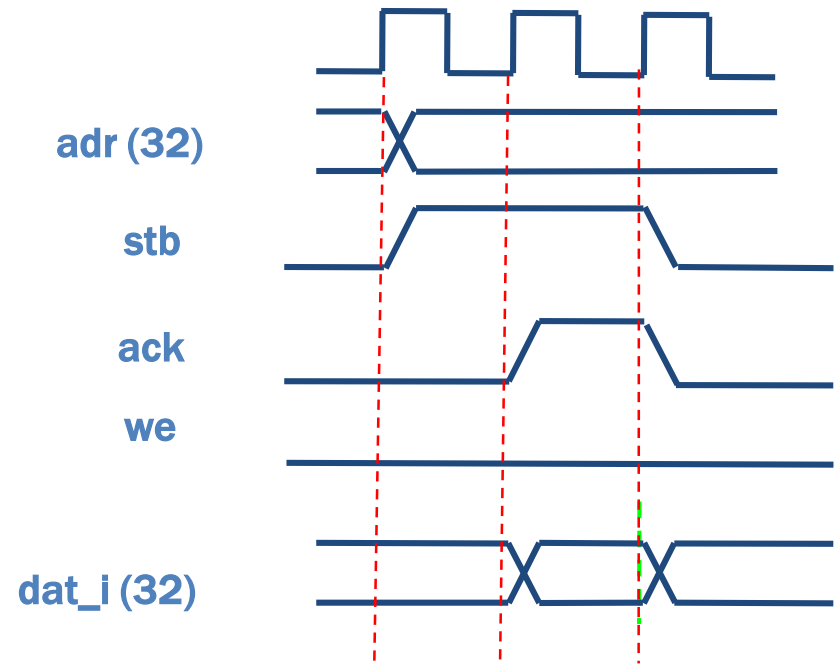 adr (32)
stb
ack
we
dat_i (32)